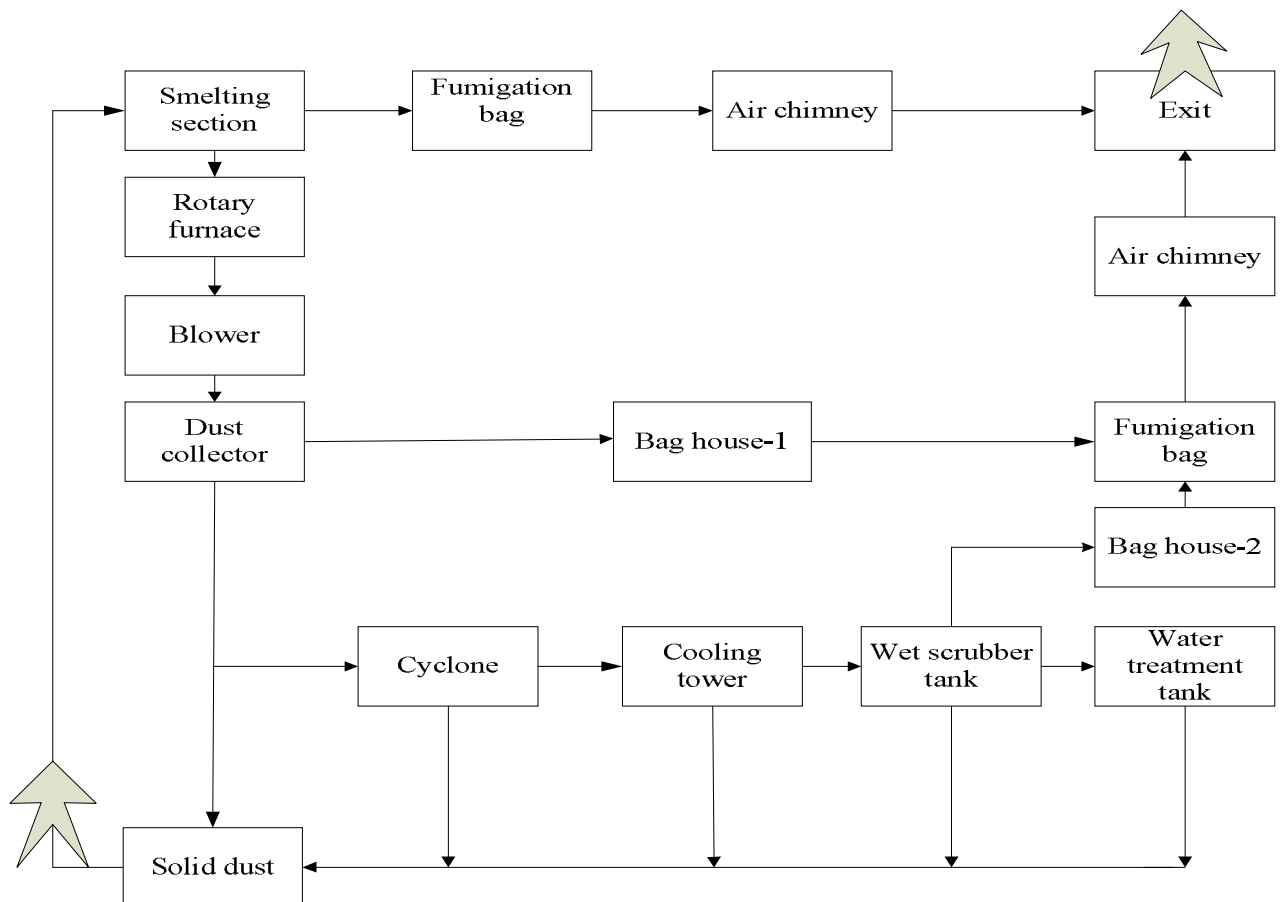 Smelting
section
Fumigation
bag
Air chimney
Exit
Rotary
furnace
Air chimney
Blower
Dust
collector
Bag house-1
Fumigation
bag
Bag house-2
Cyclone
Cooling
tower
Wet scrubber
tank
Water
treatment
tank
Solid dust